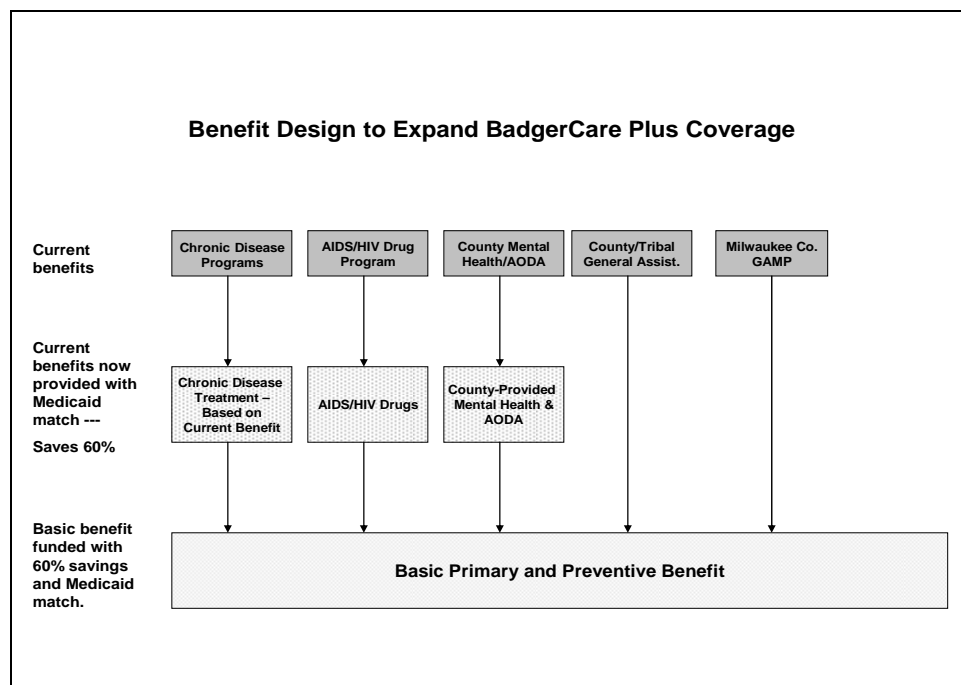 Benefit Design to Expand BadgerCare Plus Coverage
Current
benefits
Chronic Disease
Programs
AIDS/HIV Drug
Program
County Mental
Health/AODA
County/Tribal
General Assist.
Milwaukee Co.
GAMP
Current
benefits now
provided with
Medicaid
match ---
Saves 60%
Chronic Disease
Treatment –
Based on
Current Benefit
AIDS/HIV Drugs
County-Provided
Mental Health &
AODA
Basic benefit
funded with
60% savings
and Medicaid
match.
Basic Primary and Preventive Benefit